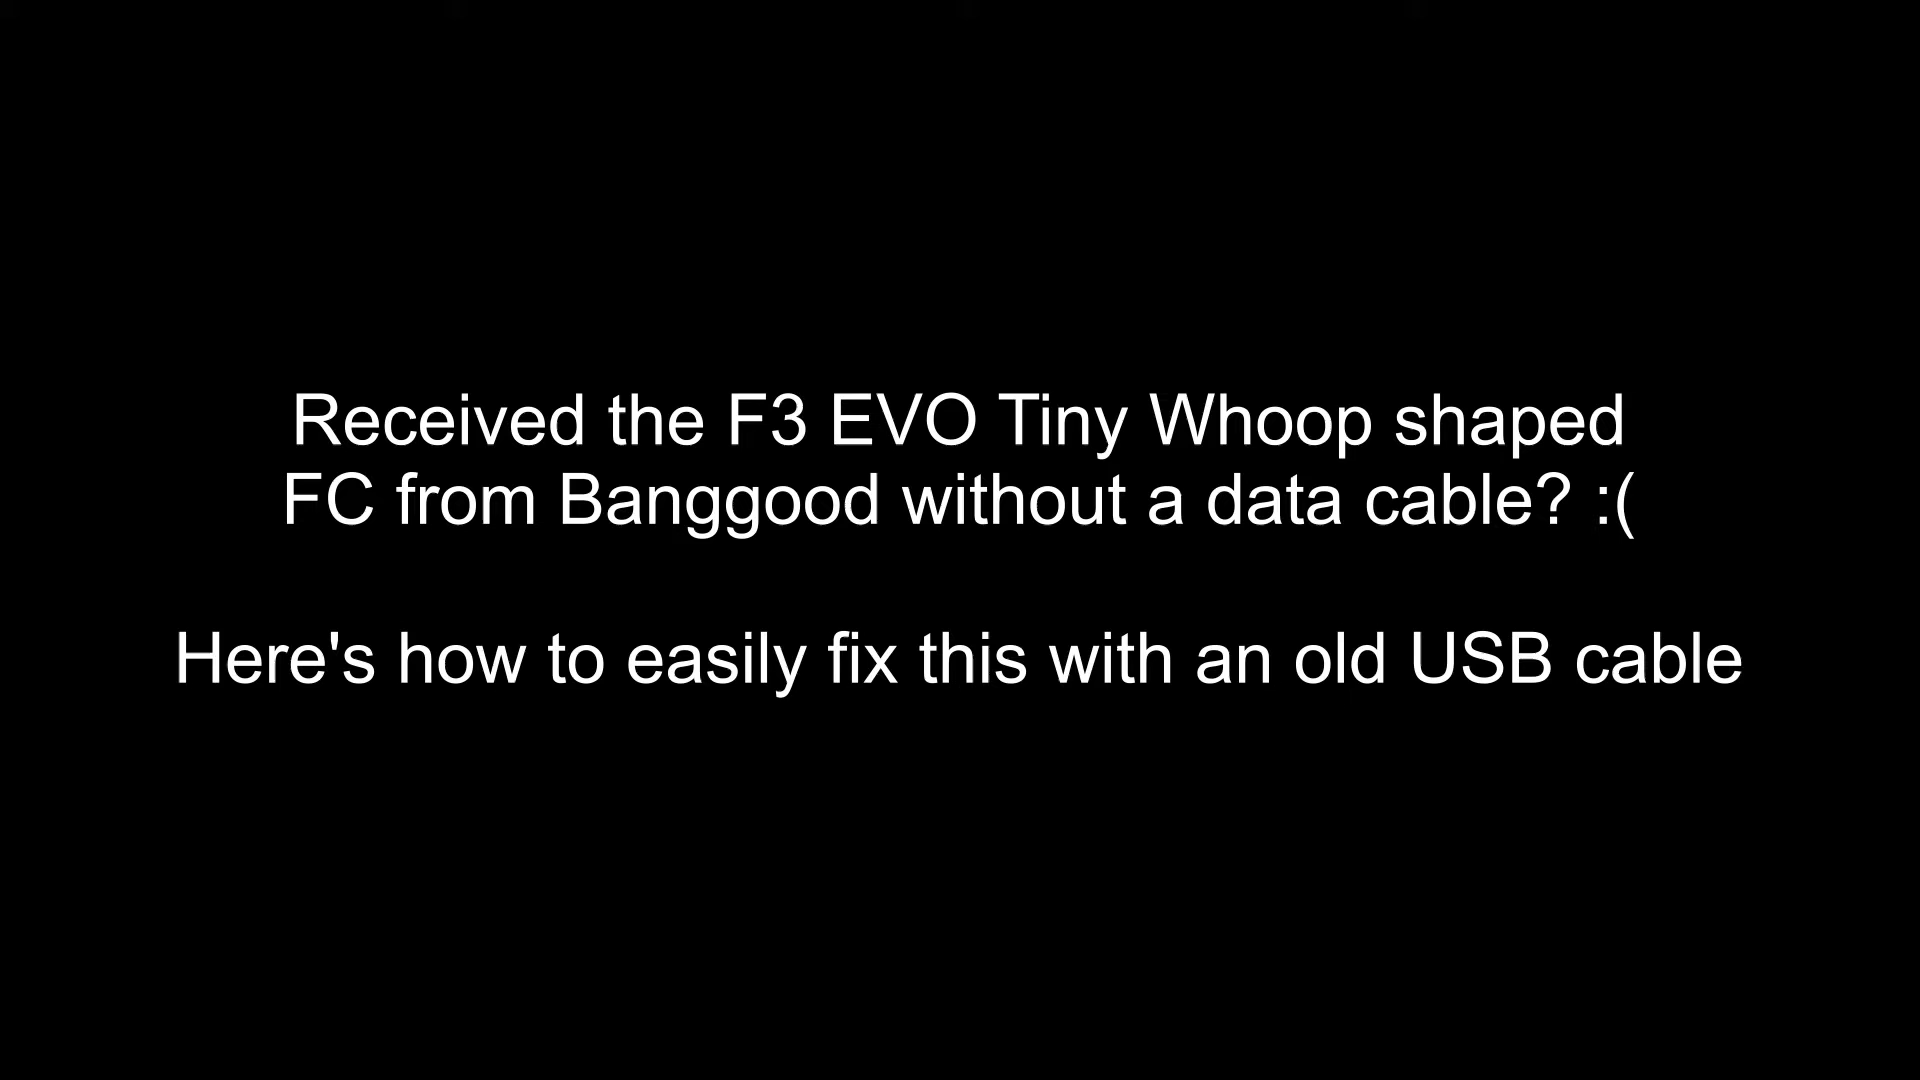 Received the F3 EVO Tiny Whoop shaped
FC from Banggood without a data cable? :(
Here's how to easily fix this with an old USB cable